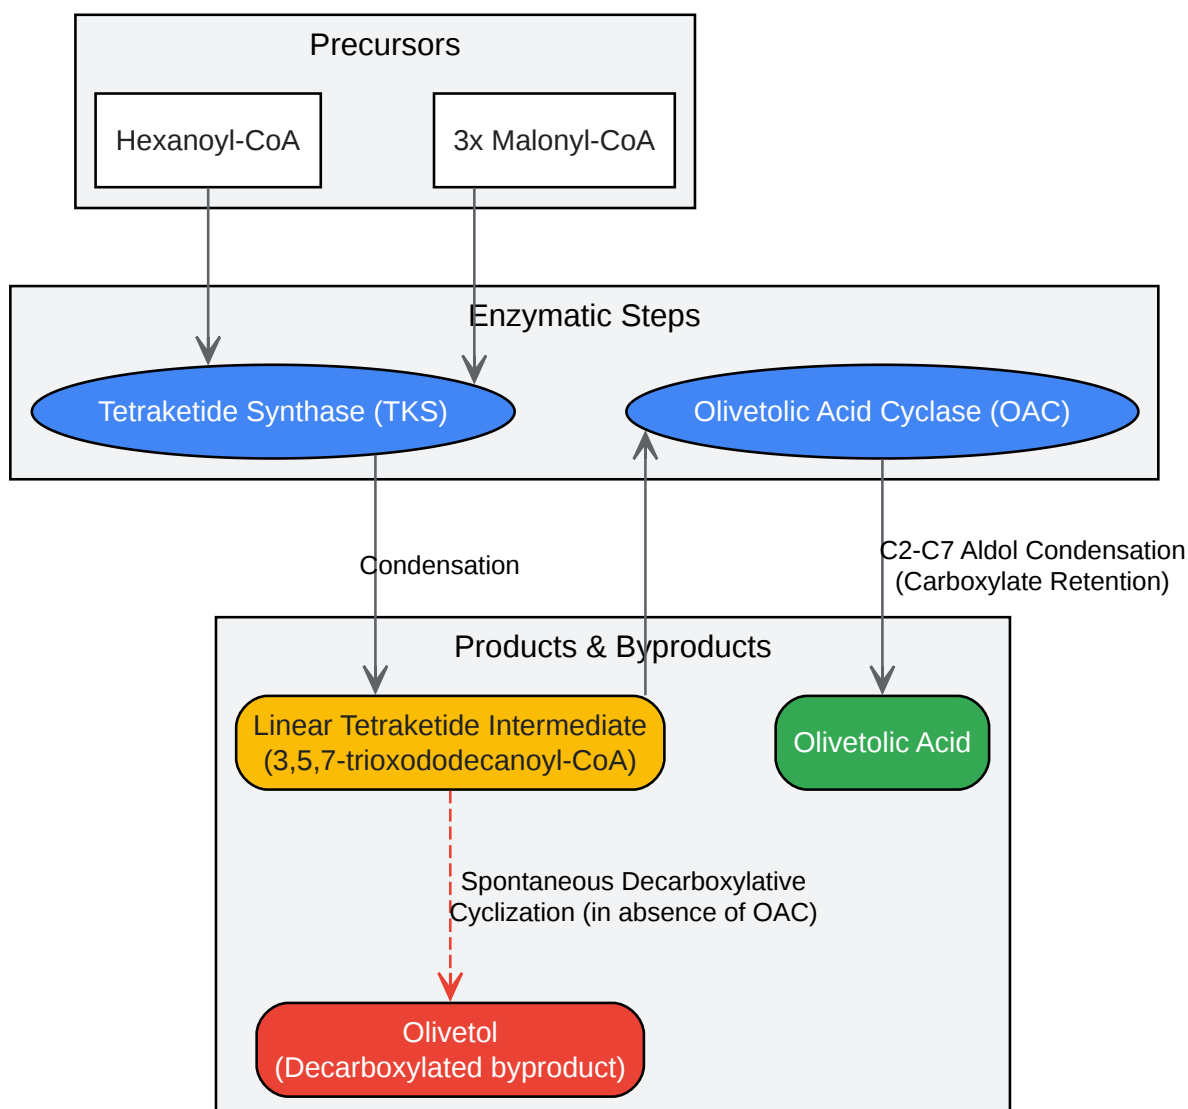 Precursors
Hexanoyl-CoA
3x Malonyl-CoA
Enzymatic Steps
Tetraketide Synthase (TKS)
Olivetolic Acid Cyclase (OAC)
Condensation
C2-C7 Aldol Condensation
(Carboxylate Retention)
Products & Byproducts
Linear Tetraketide Intermediate
(3,5,7-trioxododecanoyl-CoA)
Olivetolic Acid
Spontaneous Decarboxylative
Cyclization (in absence of OAC)
Olivetol
(Decarboxylated byproduct)